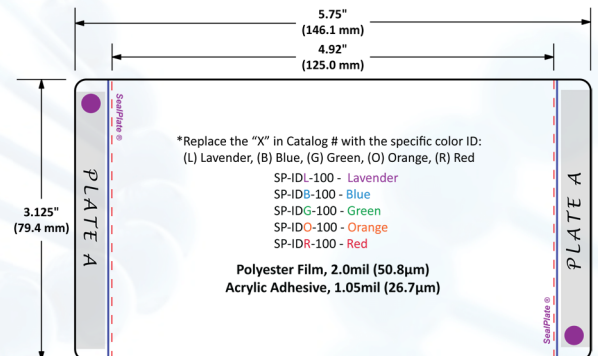 5.75"
(146.1 mm)
4.92"
(125.0 mm)
SealPlate ®
*Replace the “X” in Catalog # with the specific color ID:
(L) Lavender, (B) Blue, (G) Green, (O) Orange, (R) Red
SP-IDL-100 - Lavender
SP-IDB-100 - Blue
SP-IDG-100 - Green
SP-IDO-100 - Orange
SP-IDR-100 - Red
PLATE A
PLATE A
3.125"
(79.4 mm)
Polyester Film, 2.0mil (50.8µm)
Acrylic Adhesive, 1.05mil (26.7µm)
SealPlate ®